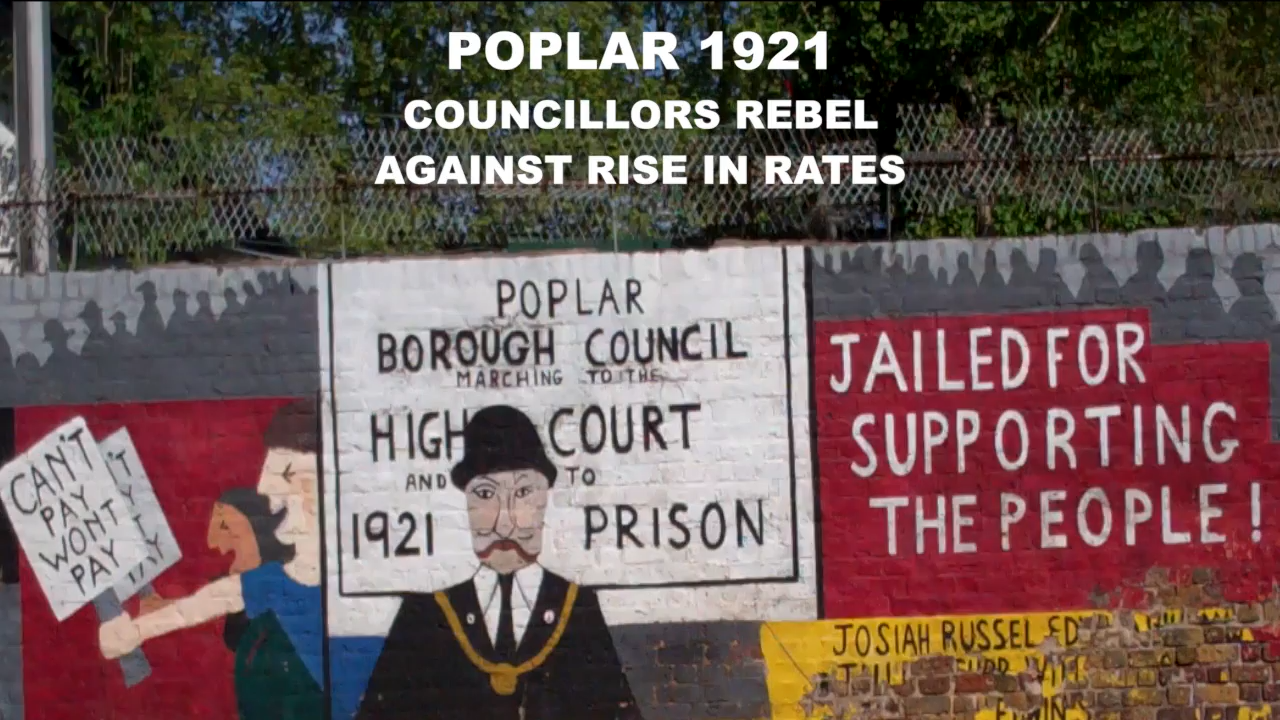 POPLAR 1921
COUNCILLORS REBEL
AGAINST RISE IN RATES
POPLAR
BOROUGH COUNCIL
MARCHING TO THE
HIGH COURT
AND TO
1921 PRISON
CAN'T
PAY
WONT
PAY
JAILED FOR
SUPPORTING
THE PEOPLE!
JOSIAH RUSSEL